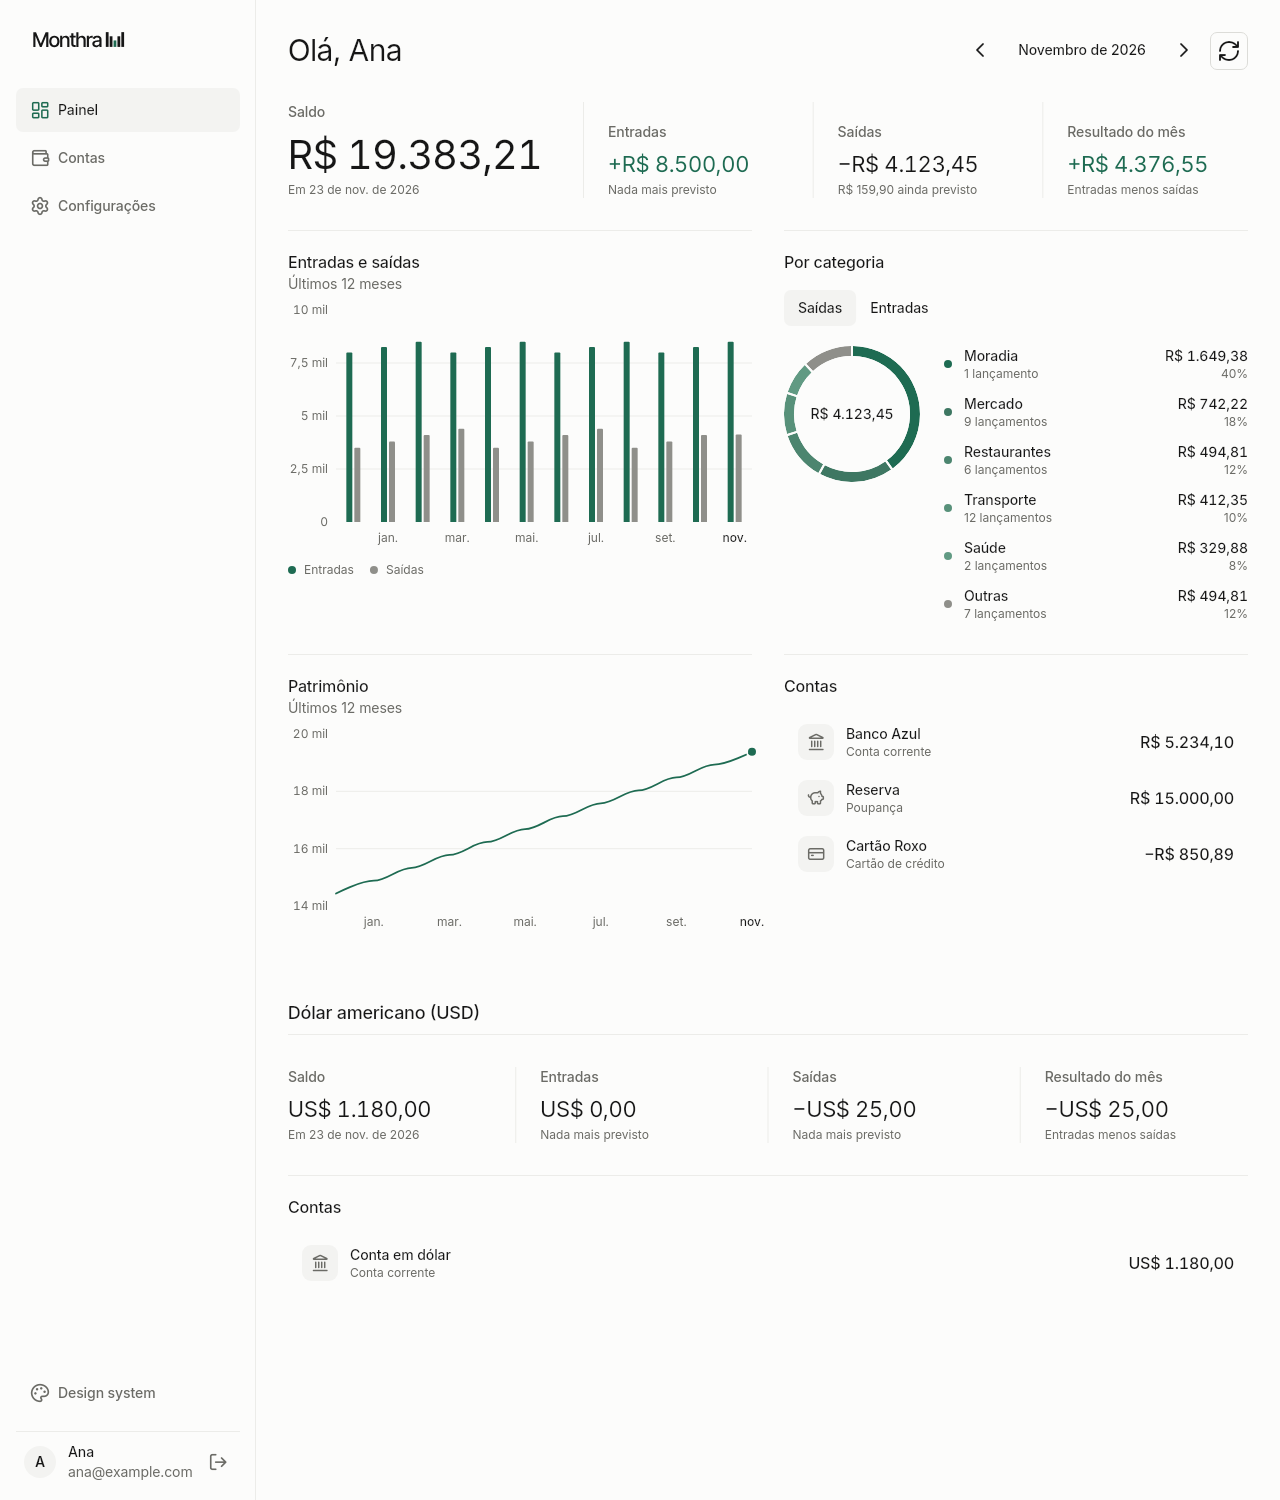 Monthra
Painel
Contas
Configurações
Design system
A
Ana
ana@example.com
Olá, Ana
Novembro de 2026
Saldo
R$ 19.383,21
Em 23 de nov. de 2026
Entradas
+R$ 8.500,00
Nada mais previsto
Saídas
−R$ 4.123,45
R$ 159,90 ainda previsto
Resultado do mês
+R$ 4.376,55
Entradas menos saídas
Entradas e saídas
Últimos 12 meses
10 mil
7,5 mil
5 mil
2,5 mil
0
jan. mar. mai. jul. set. nov.
Entradas Saídas
Por categoria
Saídas Entradas
R$ 4.123,45
Moradia R$ 1.649,38
1 lançamento 40%
Mercado R$ 742,22
9 lançamentos 18%
Restaurantes R$ 494,81
6 lançamentos 12%
Transporte R$ 412,35
12 lançamentos 10%
Saúde R$ 329,88
2 lançamentos 8%
Outras R$ 494,81
7 lançamentos 12%
Patrimônio
Últimos 12 meses
20 mil
18 mil
16 mil
14 mil
jan. mar. mai. jul. set. nov.
Contas
Banco Azul R$ 5.234,10
Conta corrente
Reserva R$ 15.000,00
Poupança
Cartão Roxo −R$ 850,89
Cartão de crédito
Dólar americano (USD)
Saldo
US$ 1.180,00
Em 23 de nov. de 2026
Entradas
US$ 0,00
Nada mais previsto
Saídas
−US$ 25,00
Nada mais previsto
Resultado do mês
−US$ 25,00
Entradas menos saídas
Contas
Conta em dólar US$ 1.180,00
Conta corrente